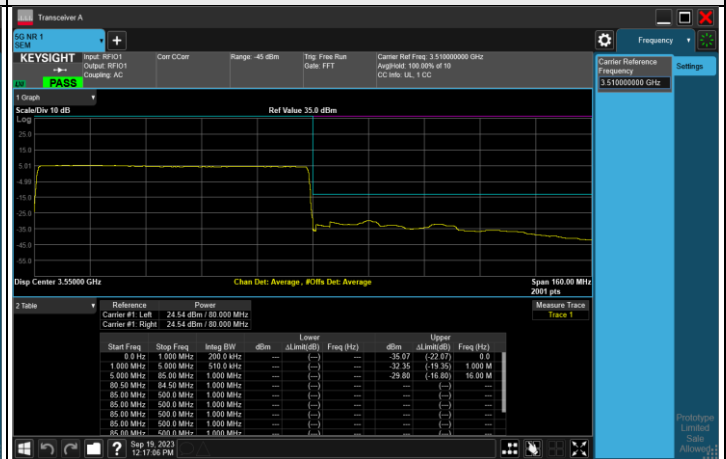 Transceiver A
5G NR 1
SEM
Frequency
KEYSIGHT
Input: RFIO1
Output: RFIO1
Coupling: AC
Corr CCorr
Range: -45 dBm
Trig: Free Run
Gate: FFT
Carrier Ref Freq: 3.510000000 GHz
Avg|Hold: 100.00% of 10
CC Info: UL, 1 CC
PASS
Carrier Reference
Frequency
3.510000000 GHz
Settings
1 Graph
Scale/Div 10 dB
Ref Value 35.0 dBm
Log
25.0
15.0
5.01
-4.99
-15.0
-25.0
-35.0
-45.0
-55.0
Disp Center 3.55000 GHz
Chan Det: Average , #Offs Det: Average
Span 160.00 MHz
2001 pts
2 Table
Reference Power
Carrier #1: Left 24.54 dBm / 80.000 MHz
Carrier #1: Right 24.54 dBm / 80.000 MHz
Measure Trace
Trace 1
Lower Upper
Start Freq Stop Freq Integ BW dBm ΔLimit(dB) Freq (Hz) dBm ΔLimit(dB) Freq (Hz)
0.0 Hz 1.000 MHz 200.0 kHz --- (---) --- -35.07 (-22.07) 0.0
1.000 MHz 5.000 MHz 510.0 kHz --- (---) --- -32.35 (-19.35) 1.000 M
5.000 MHz 85.00 MHz 1.000 MHz --- (---) --- -29.80 (-16.80) 16.00 M
80.50 MHz 84.50 MHz 1.000 MHz --- (---) --- --- (---) ---
85.00 MHz 500.0 MHz 1.000 MHz --- (---) --- --- (---) ---
85.00 MHz 500.0 MHz 1.000 MHz --- (---) --- --- (---) ---
85.00 MHz 500.0 MHz 1.000 MHz --- (---) --- --- (---) ---
85.00 MHz 500.0 MHz 1.000 MHz --- (---) --- --- (---) ---
85.00 MHz 500.0 MHz 1.000 MHz --- (---) --- --- (---) ---
Prototype
Limited
Sale
Allowed
Sep 19, 2023
12:17:06 PM